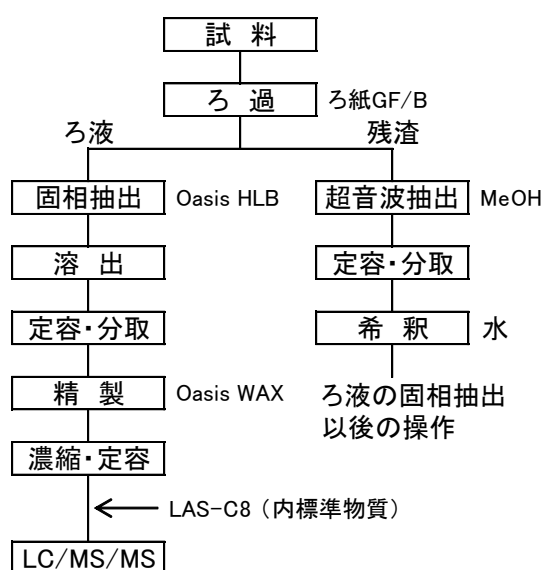 試 料
ろ 過 ろ紙GF/B
ろ液 残渣
固相抽出 Oasis HLB 超音波抽出 MeOH
溶 出 定容・分取
定容・分取 希 釈 水
精 製 Oasis WAX ろ液の固相抽出
以後の操作
濃縮・定容
LAS-C8（内標準物質）
LC/MS/MS